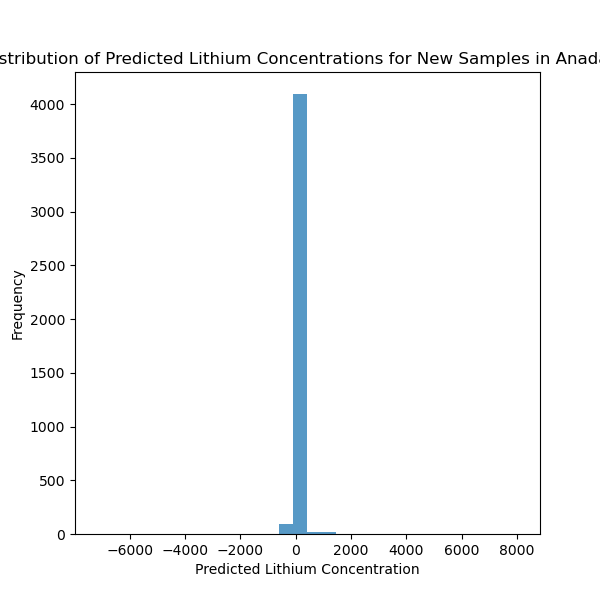 stribution of Predicted Lithium Concentrations for New Samples in Anada
4000
3500
3000
2500
2000
1500
1000
500
0
Frequency
−6000 −4000 −2000 0 2000 4000 6000 8000
Predicted Lithium Concentration